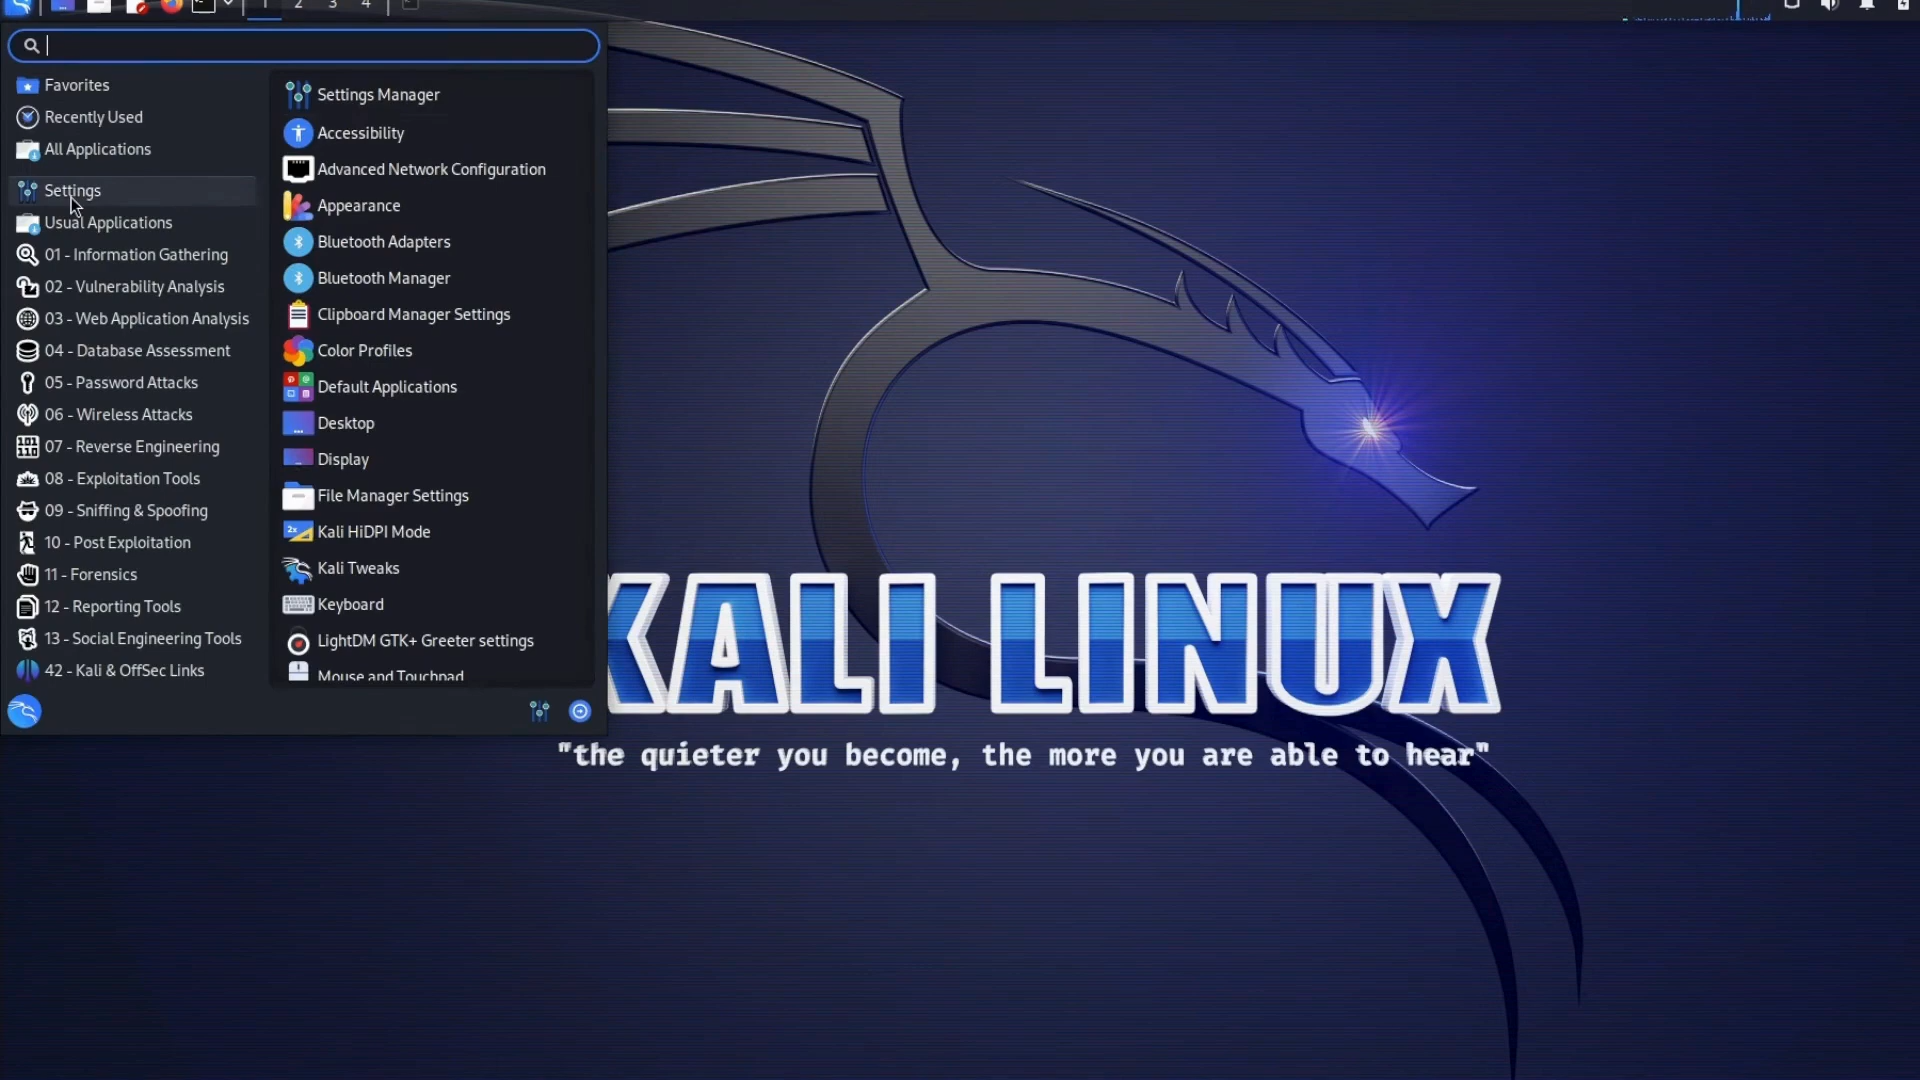 1 2 3 4
Favorites
Recently Used
All Applications
Settings
Usual Applications
01 - Information Gathering
02 - Vulnerability Analysis
03 - Web Application Analysis
04 - Database Assessment
05 - Password Attacks
06 - Wireless Attacks
07 - Reverse Engineering
08 - Exploitation Tools
09 - Sniffing & Spoofing
10 - Post Exploitation
11 - Forensics
12 - Reporting Tools
13 - Social Engineering Tools
42 - Kali & OffSec Links
Settings Manager
Accessibility
Advanced Network Configuration
Appearance
Bluetooth Adapters
Bluetooth Manager
Clipboard Manager Settings
Color Profiles
Default Applications
Desktop
Display
File Manager Settings
Kali HiDPI Mode
Kali Tweaks
Keyboard
LightDM GTK+ Greeter settings
Mouse and Touchpad
KALI LINUX
"the quieter you become, the more you are able to hear"